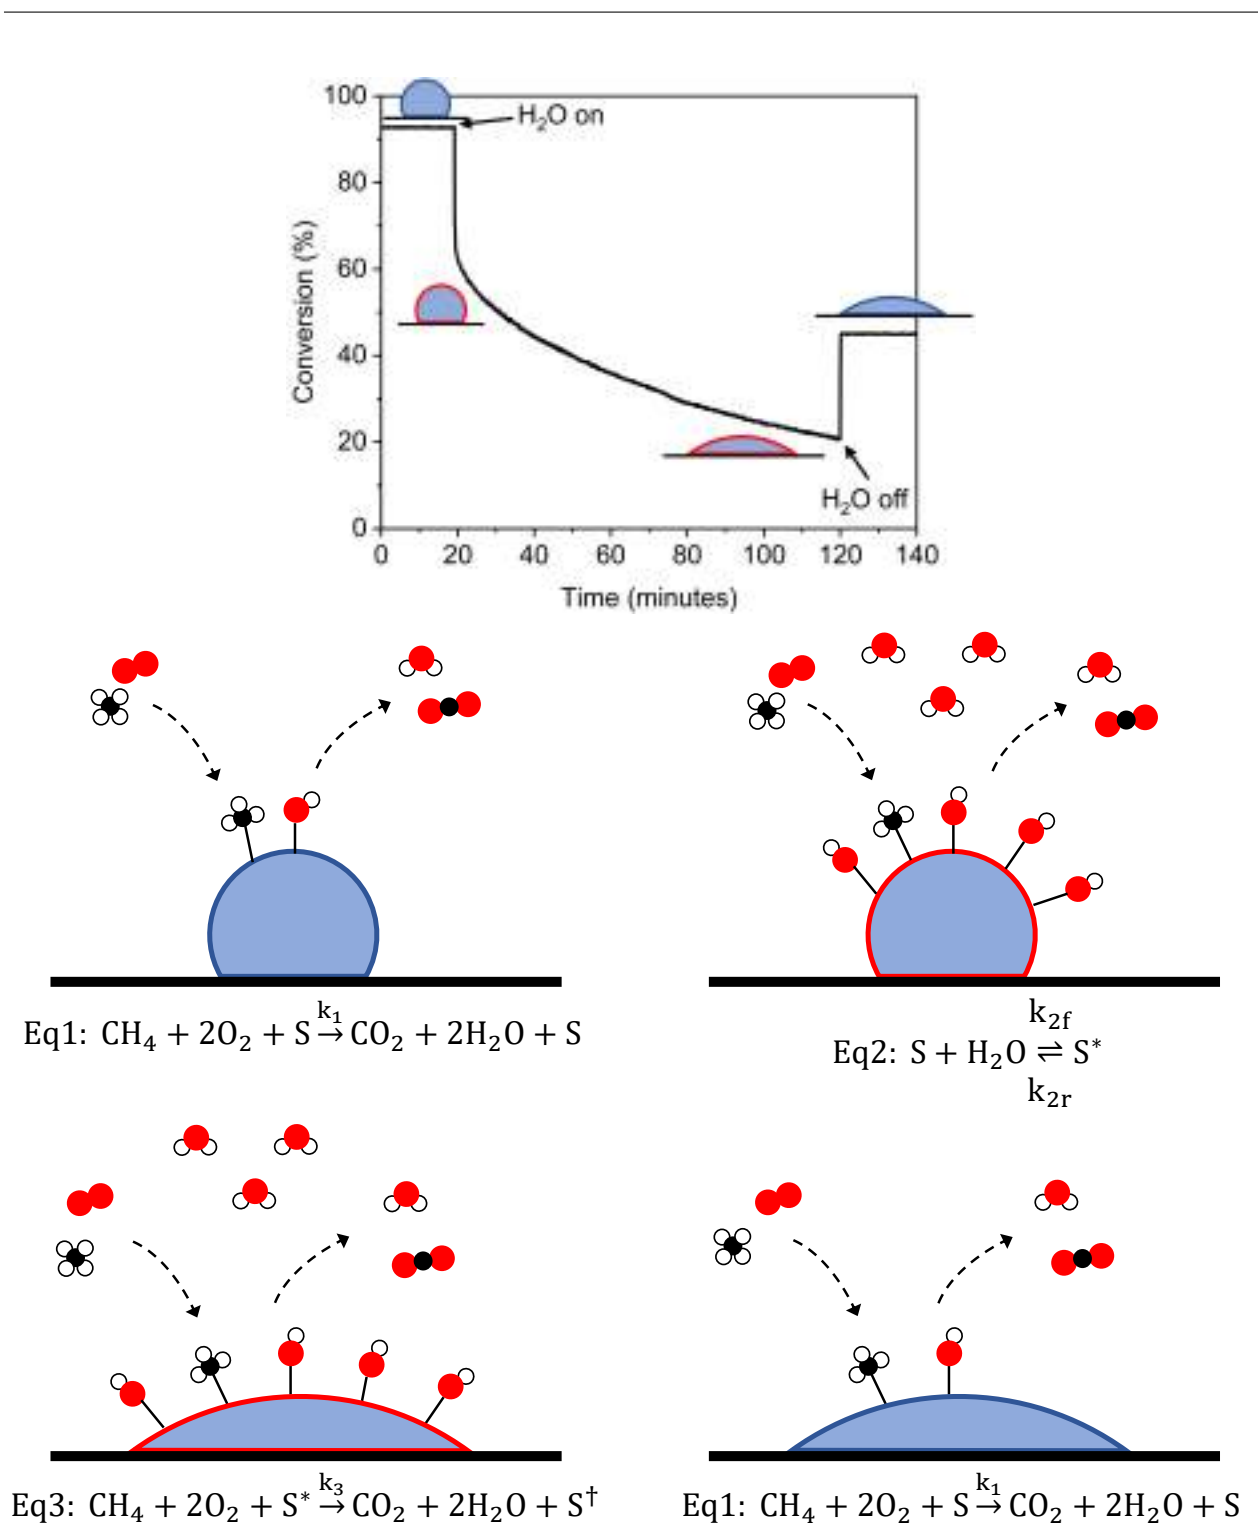 100
H₂O on
80
60
40
20
H₂O off
0
0 20 40 60 80 100 120 140
Conversion (%)
Time (minutes)
Eq1: CH₄ + 2O₂ + S →k₁ CO₂ + 2H₂O + S
k₂f
Eq2: S + H₂O ⇌ S*
k₂r
Eq3: CH₄ + 2O₂ + S* →k₃ CO₂ + 2H₂O + S†
Eq1: CH₄ + 2O₂ + S →k₁ CO₂ + 2H₂O + S